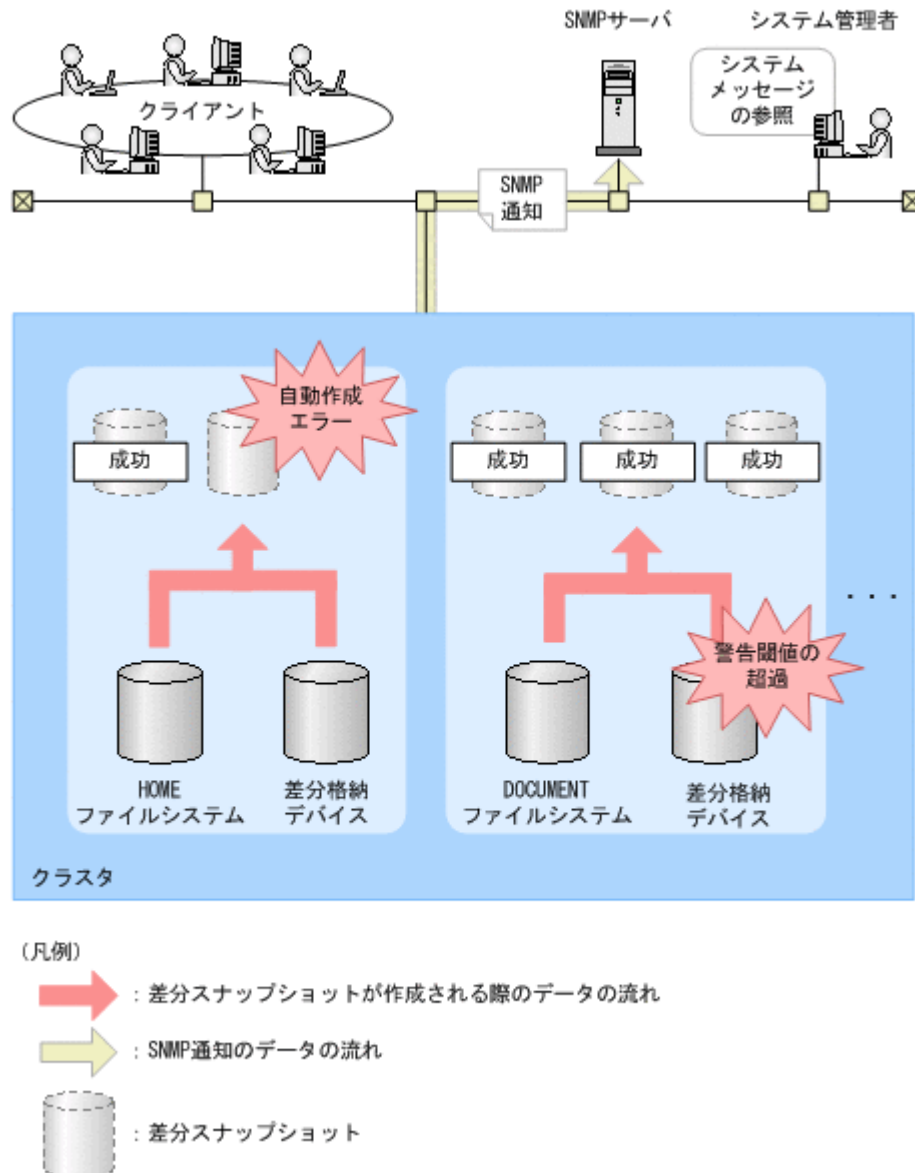 SNMPサーバ
システム管理者
システム
メッセージ
の参照
クライアント
SNMP
通知
自動作成
エラー
成功
成功
成功
成功
・・・
警告閾値の
超過
HOME
ファイルシステム
差分格納
デバイス
DOCUMENT
ファイルシステム
差分格納
デバイス
クラスタ
(凡例)
:差分スナップショットが作成される際のデータの流れ
:SNMP通知のデータの流れ
:差分スナップショット